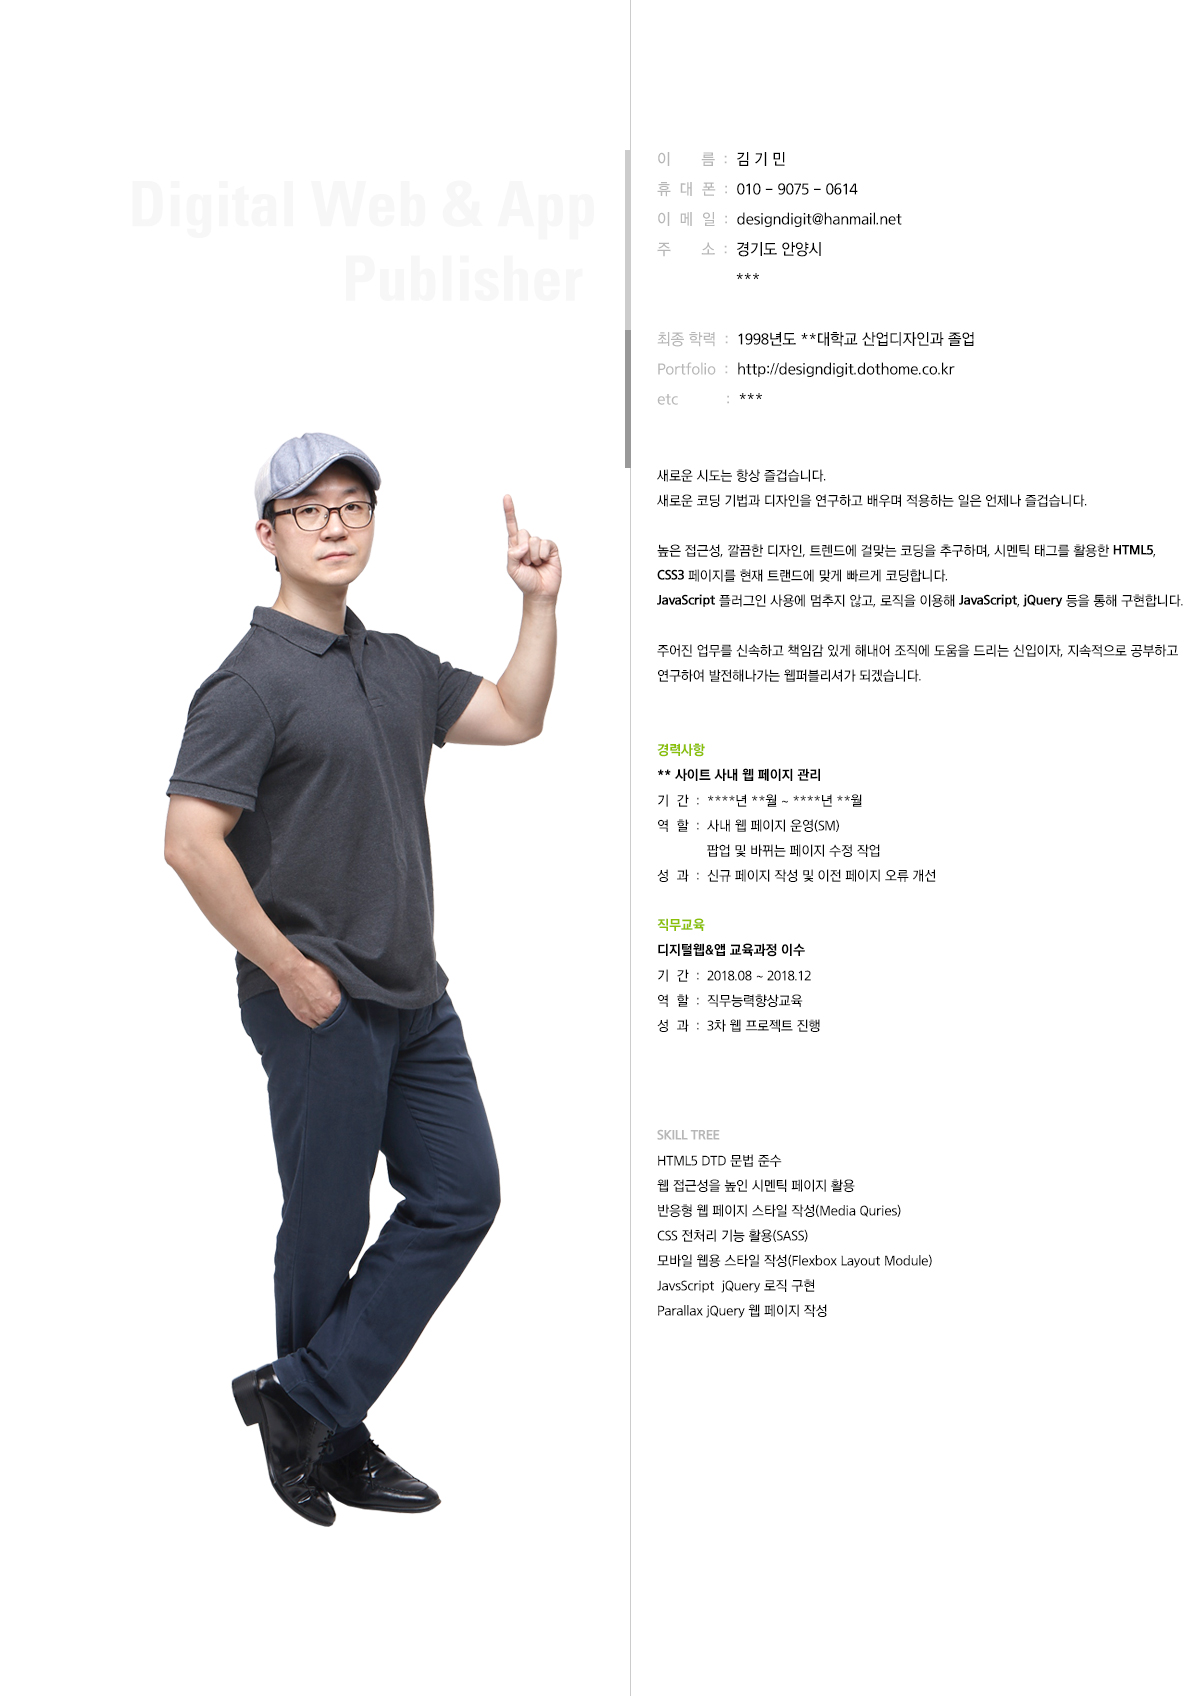 Digital Web & App
Publisher
이 름 : 김 기 민
휴 대 폰 : 010 - 9075 - 0614
이 메 일 : designdigit@hanmail.net
주 소 : 경기도 안양시
***
최종 학력 : 1998년도 **대학교 산업디자인과 졸업
Portfolio : http://designdigit.dothome.co.kr
etc : ***
새로운 시도는 항상 즐겁습니다.
새로운 코딩 기법과 디자인을 연구하고 배우며 적용하는 일은 언제나 즐겁습니다.
높은 접근성, 깔끔한 디자인, 트렌드에 걸맞는 코딩을 추구하며, 시멘틱 태그를 활용한 HTML5,
CSS3 페이지를 현재 트랜드에 맞게 빠르게 코딩합니다.
JavaScript 플러그인 사용에 멈추지 않고, 로직을 이용해 JavaScript, jQuery 등을 통해 구현합니다.
주어진 업무를 신속하고 책임감 있게 해내어 조직에 도움을 드리는 신입이자, 지속적으로 공부하고
연구하여 발전해나가는 웹퍼블리셔가 되겠습니다.
경력사항
** 사이트 사내 웹 페이지 관리
기 간 : ****년 **월 ~ ****년 **월
역 할 : 사내 웹 페이지 운영(SM)
팝업 및 바뀌는 페이지 수정 작업
성 과 : 신규 페이지 작성 및 이전 페이지 오류 개선
직무교육
디지털웹&앱 교육과정 이수
기 간 : 2018.08 ~ 2018.12
역 할 : 직무능력향상교육
성 과 : 3차 웹 프로젝트 진행
SKILL TREE
HTML5 DTD 문법 준수
웹 접근성을 높인 시멘틱 페이지 활용
반응형 웹 페이지 스타일 작성(Media Quries)
CSS 전처리 기능 활용(SASS)
모바일 웹용 스타일 작성(Flexbox Layout Module)
JavsScript jQuery 로직 구현
Parallax jQuery 웹 페이지 작성